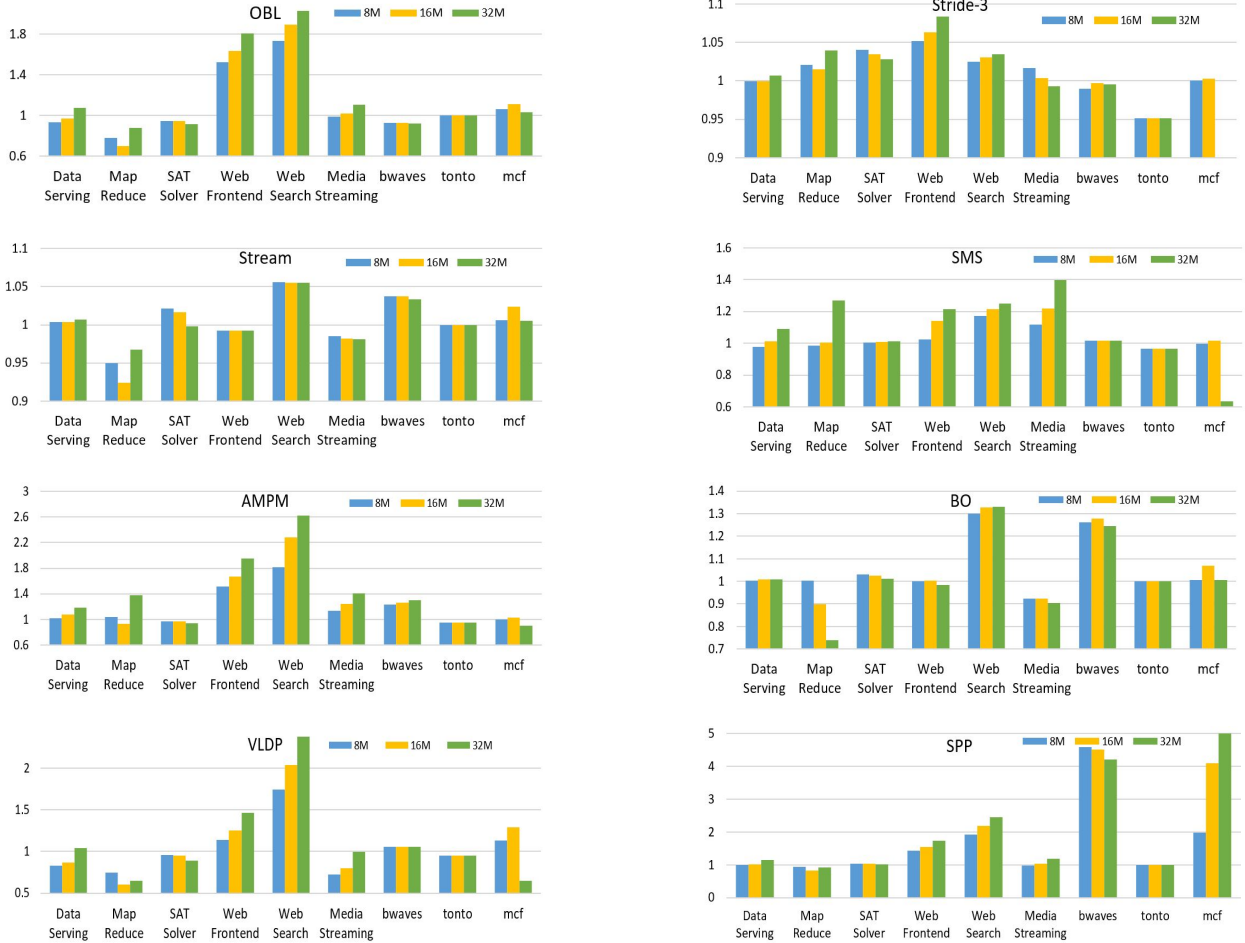 OBL
8M 16M 32M
1.8
1.4
1
0.6
Data Map SAT Web Web Media bwaves tonto mcf
Serving Reduce Solver Frontend Search Streaming
Stride-3
8M 16M 32M
1.1
1.05
1
0.95
0.9
Data Map SAT Web Web Media bwaves tonto mcf
Serving Reduce Solver Frontend Search Streaming
Stream
8M 16M 32M
1.1
1.05
1
0.95
0.9
Data Map SAT Web Web Media bwaves tonto mcf
Serving Reduce Solver Frontend Search Streaming
SMS
8M 16M 32M
1.6
1.4
1.2
1
0.8
0.6
Data Map SAT Web Web Media bwaves tonto mcf
Serving Reduce Solver Frontend Search Streaming
AMPM
8M 16M 32M
3
2.6
2.2
1.8
1.4
1
0.6
Data Map SAT Web Web Media bwaves tonto mcf
Serving Reduce Solver Frontend Search Streaming
BO
8M 16M 32M
1.4
1.3
1.2
1.1
1
0.9
0.8
0.7
Data Map SAT Web Web Media bwaves tonto mcf
Serving Reduce Solver Frontend Search Streaming
VLDP
8M 16M 32M
2
1.5
1
0.5
Data Map SAT Web Web Media bwaves tonto mcf
Serving Reduce Solver Frontend Search Streaming
SPP
8M 16M 32M
5
4
3
2
1
0
Data Map SAT Web Web Media bwaves tonto mcf
Serving Reduce Solver Frontend Search Streaming